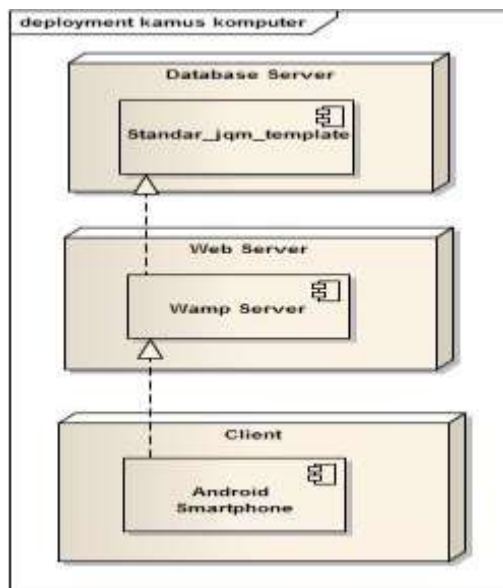 deployment kamus komputer
Database Server
Standar_jqm_template
Web Server
Wamp Server
Client
Android
Smartphone